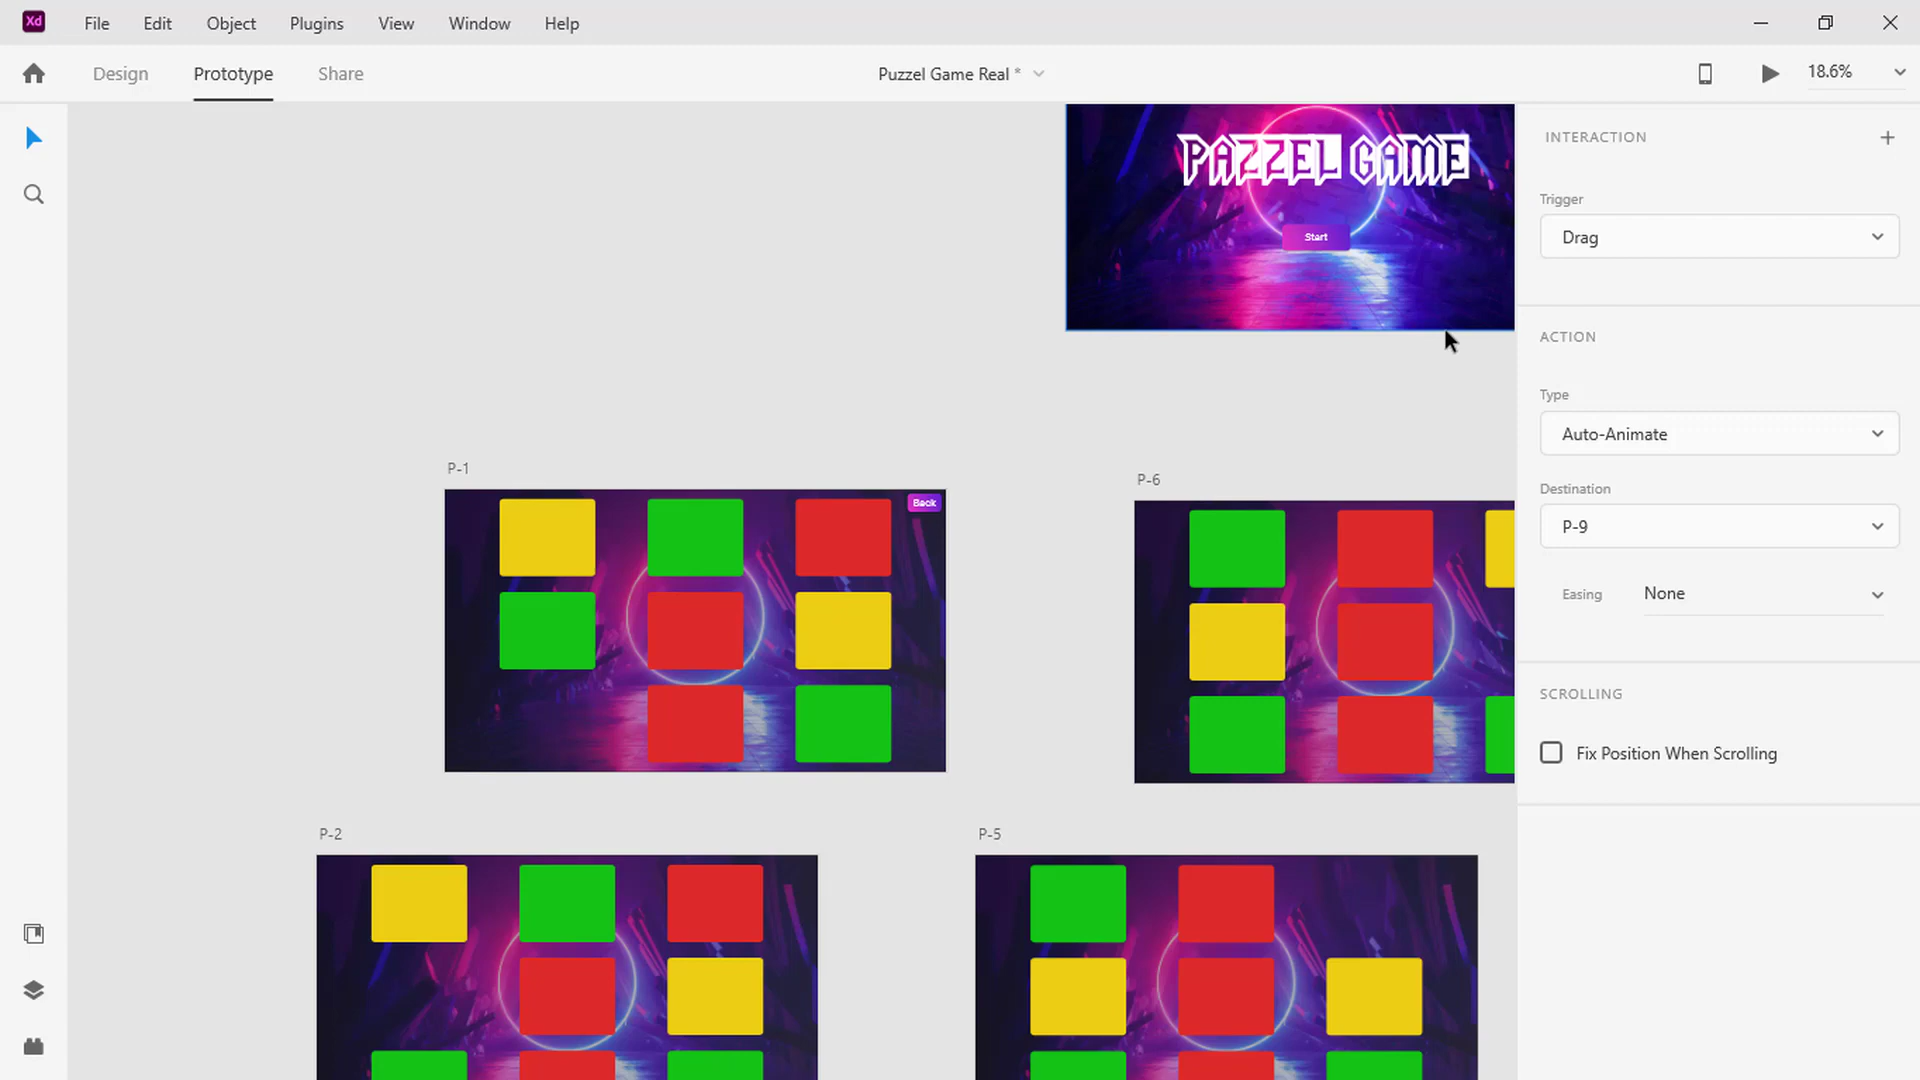 Xd File Edit Object Plugins View Window Help
Design Prototype Share Puzzel Game Real * 18.6%
PAZZEL GAME
Start
P-1
Back
P-6
P-2
P-5
INTERACTION
Trigger
Drag
ACTION
Type
Auto-Animate
Destination
P-9
Easing None
SCROLLING
Fix Position When Scrolling